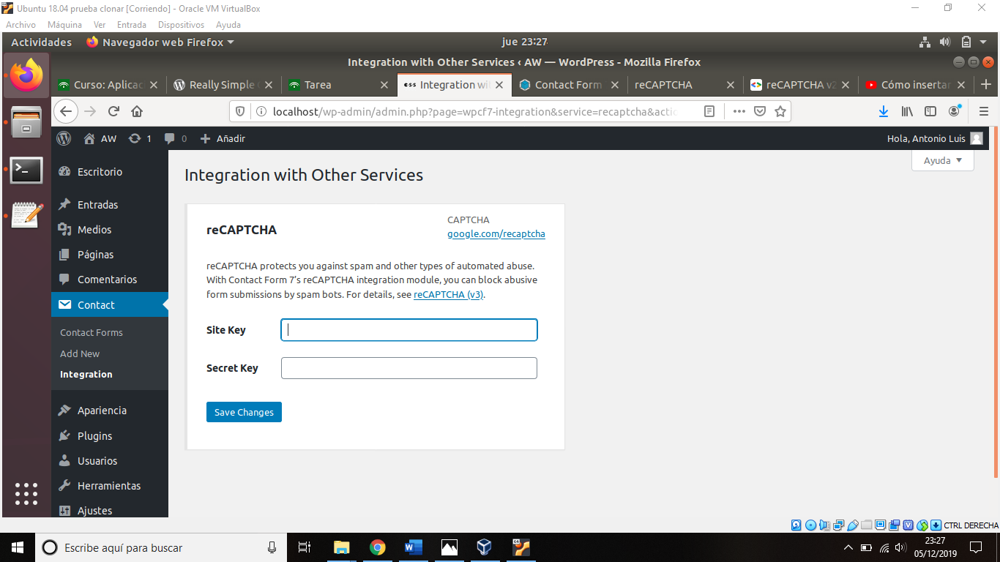 Ubuntu 18.04 prueba clonar [Corriendo] - Oracle VM VirtualBox
Archivo Máquina Ver Entrada Dispositivos Ayuda
Actividades Navegador web Firefox jue 23:27
Integration with Other Services ‹ AW — WordPress - Mozilla Firefox
Curso: Aplicac Really Simple Tarea Integration wi Contact Form reCAPTCHA reCAPTCHA v2 Cómo insertar
localhost/wp-admin/admin.php?page=wpcf7-integration&service=recaptcha&actio
AW 1 0 Añadir Hola, Antonio Luis
Ayuda
Escritorio
Entradas
Medios
Páginas
Comentarios
Contact
Contact Forms
Add New
Integration
Apariencia
Plugins
Usuarios
Herramientas
Ajustes
Integration with Other Services
reCAPTCHA
CAPTCHA
google.com/recaptcha
reCAPTCHA protects you against spam and other types of automated abuse.
With Contact Form 7’s reCAPTCHA integration module, you can block abusive
form submissions by spam bots. For details, see reCAPTCHA (v3).
Site Key
Secret Key
Save Changes
CTRL DERECHA
Escribe aquí para buscar
23:27
05/12/2019